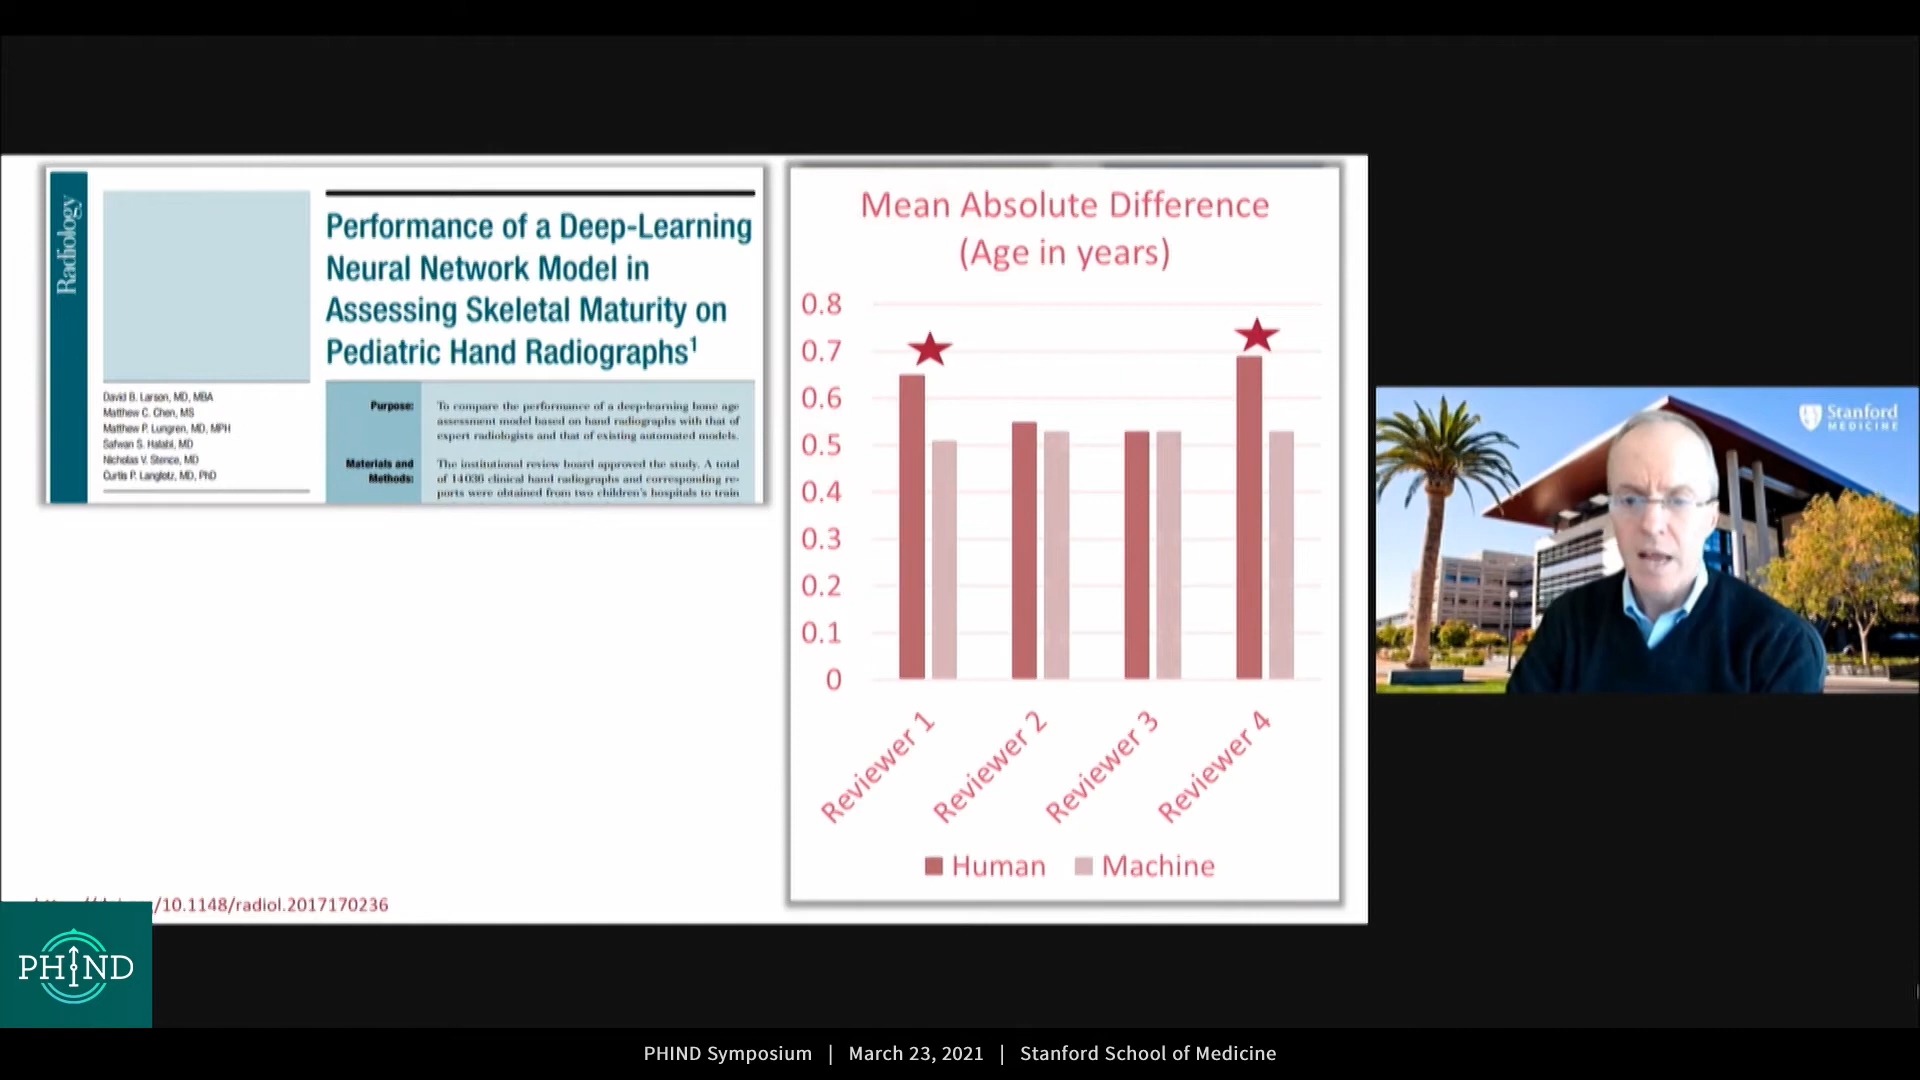 Radiology
Performance of a Deep-Learning
Neural Network Model in
Assessing Skeletal Maturity on
Pediatric Hand Radiographs¹
David B. Larson, MD, MBA
Matthew C. Chen, MS
Matthew P. Lungren, MD, MPH
Safwan S. Halabi, MD
Nicholas V. Stence, MD
Curtis P. Langlotz, MD, PhD
Purpose:
To compare the performance of a deep-learning bone age
assessment model based on hand radiographs with that of
expert radiologists and that of existing automated models.
Materials and
Methods:
The institutional review board approved the study. A total
of 14036 clinical hand radiographs and corresponding re-
ports were obtained from two children's hospitals to train
Mean Absolute Difference
(Age in years)
0.8
0.7
0.6
0.5
0.4
0.3
0.2
0.1
0
Reviewer 1
Reviewer 2
Reviewer 3
Reviewer 4
Human
Machine
/10.1148/radiol.2017170236
Stanford
MEDICINE
PHIND
PHIND Symposium | March 23, 2021 | Stanford School of Medicine